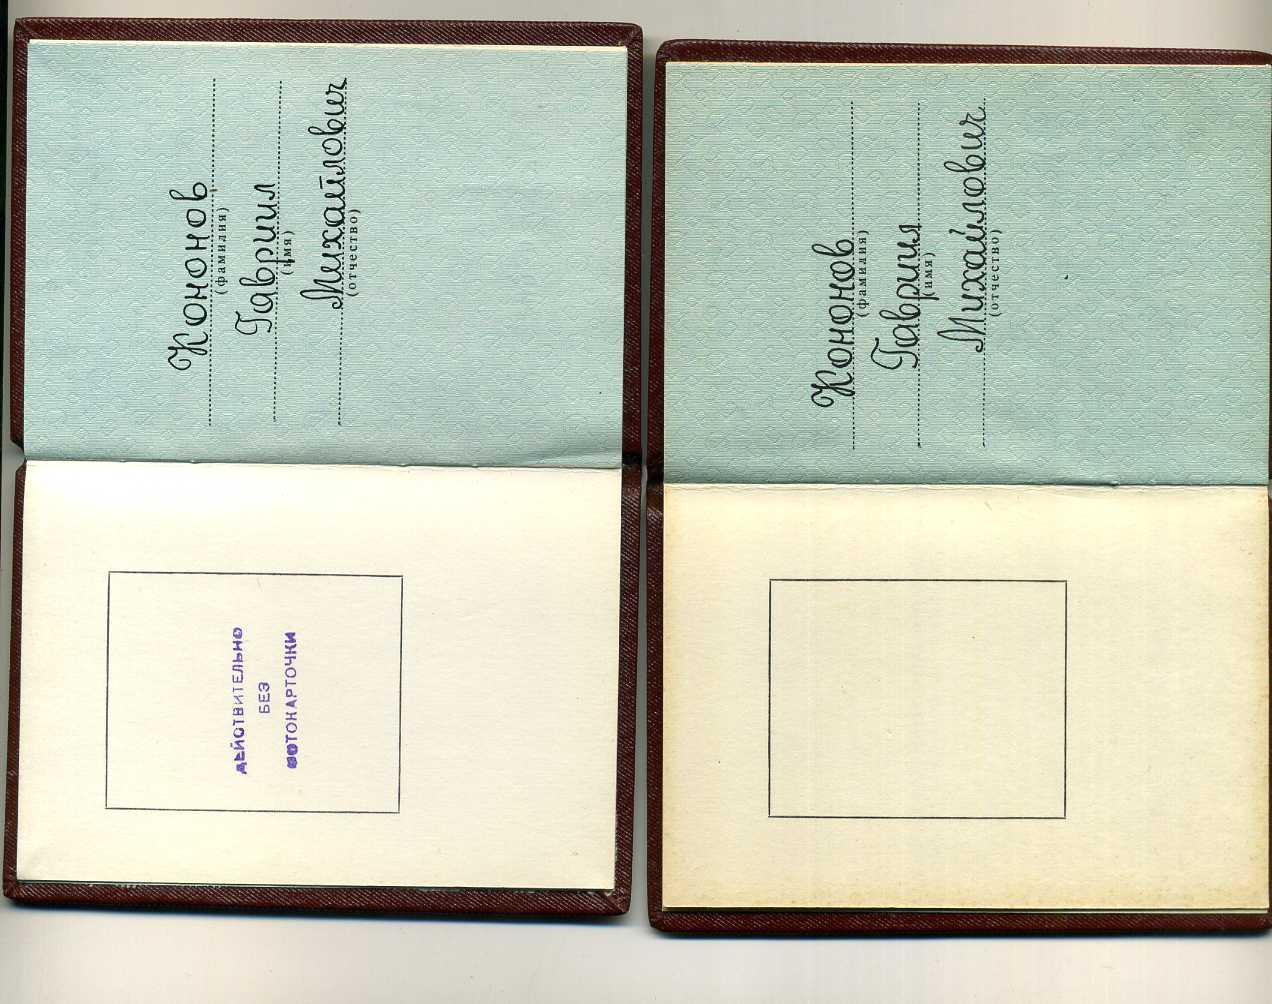 Кононов
(фамилия)
Гавриил
(имя)
Михайлович
(отчество)
ДЕЙСТВИТЕЛЬНО
БЕЗ
ФОТОКАРТОЧКИ
Кононов
(фамилия)
Гавриил
(имя)
Михайлович
(отчество)